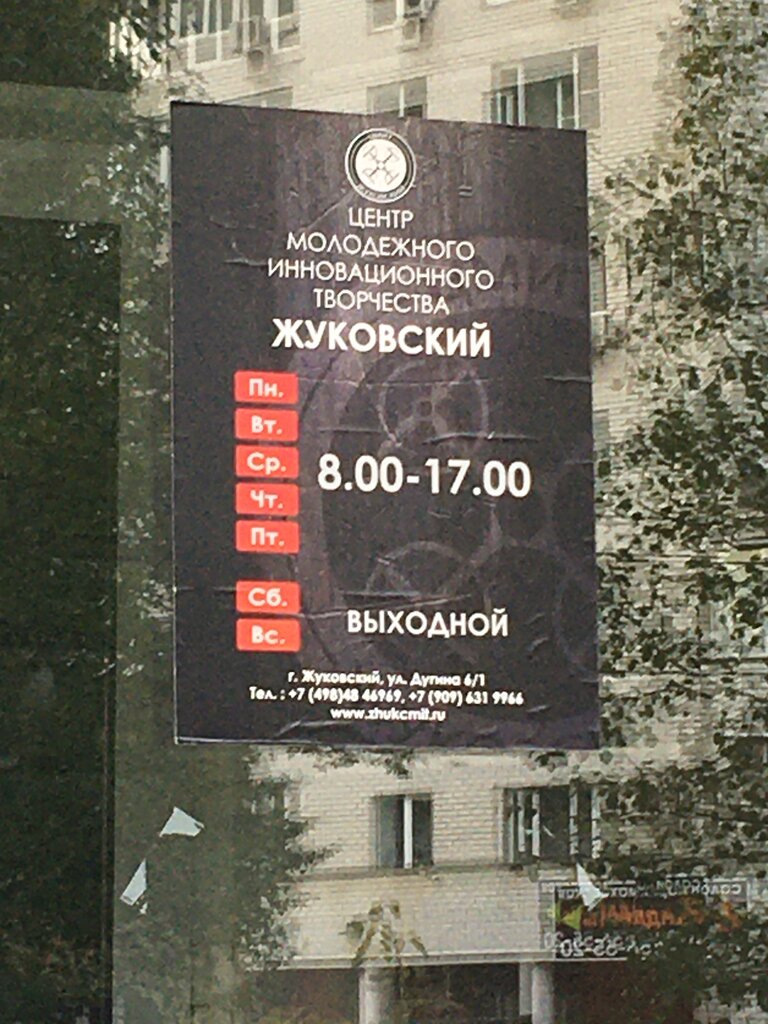 ЦЕНТР
МОЛОДЕЖНОГО
ИННОВАЦИОННОГО
ТВОРЧЕСТВА
ЖУКОВСКИЙ
Пн.
Вт.
Ср.
Чт.
Пт.
8.00-17.00
Сб.
Вс.
ВЫХОДНОЙ
г. Жуковский, ул. Дугина 6/1
Тел. : +7 (498)48 46969, +7 (909) 631 9966
www.zhukcmit.ru